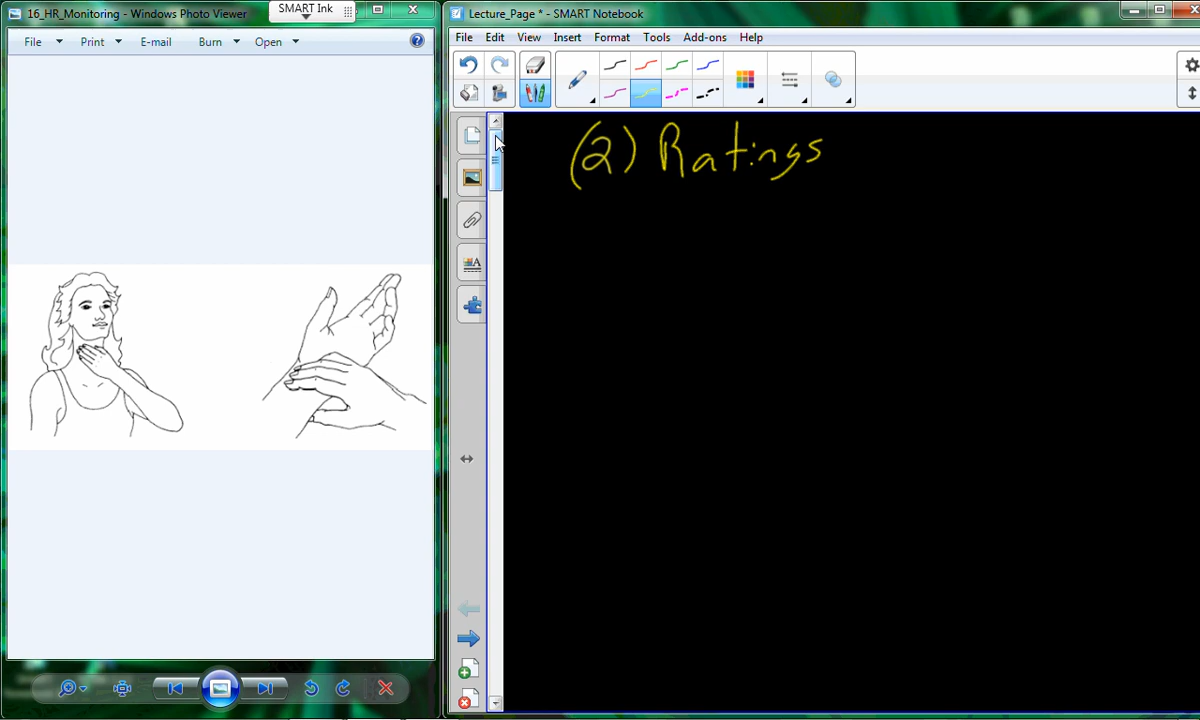 16_HR_Monitoring - Windows Photo Viewer
SMART Ink
File Print E-mail Burn Open
Lecture_Page * - SMART Notebook
File Edit View Insert Format Tools Add-ons Help
(2) Ratings